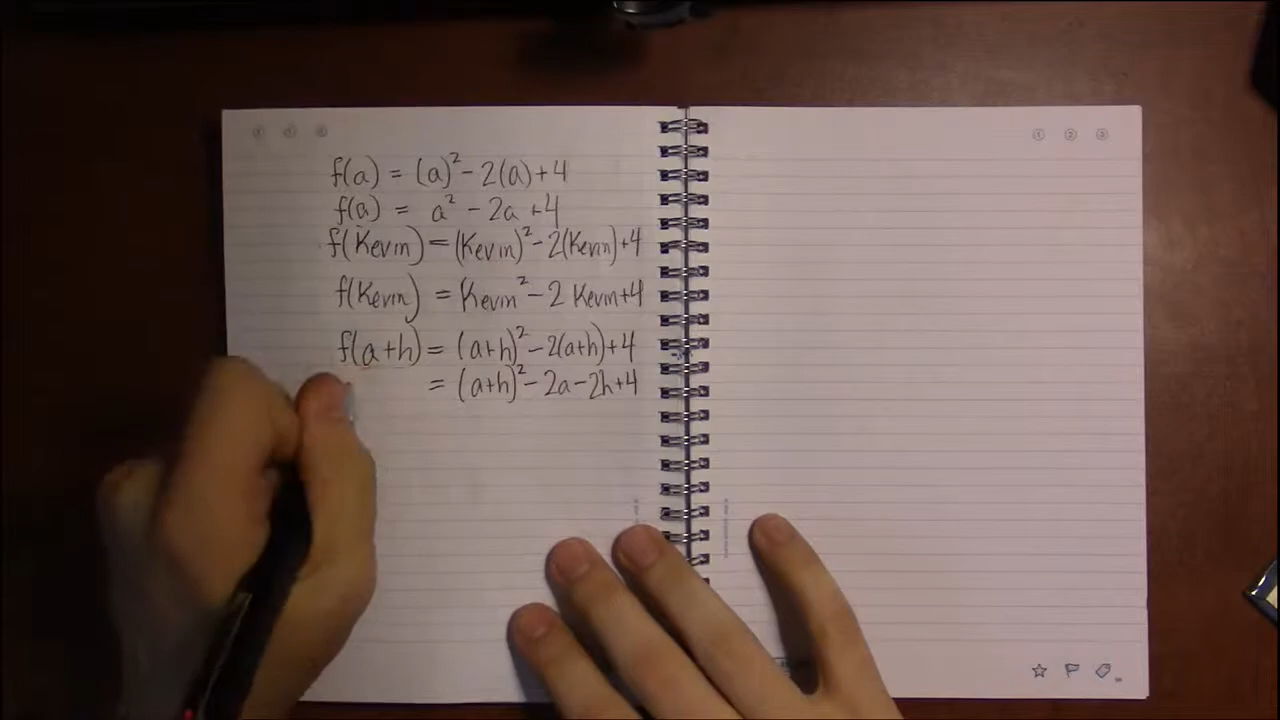 f(a) = (a)² - 2(a) + 4
f(a) = a² - 2a + 4
f(Kevin) = (Kevin)² - 2(Kevin) + 4
f(Kevin) = Kevin² - 2 Kevin + 4
f(a+h) = (a+h)² - 2(a+h) + 4
= (a+h)² - 2a - 2h + 4